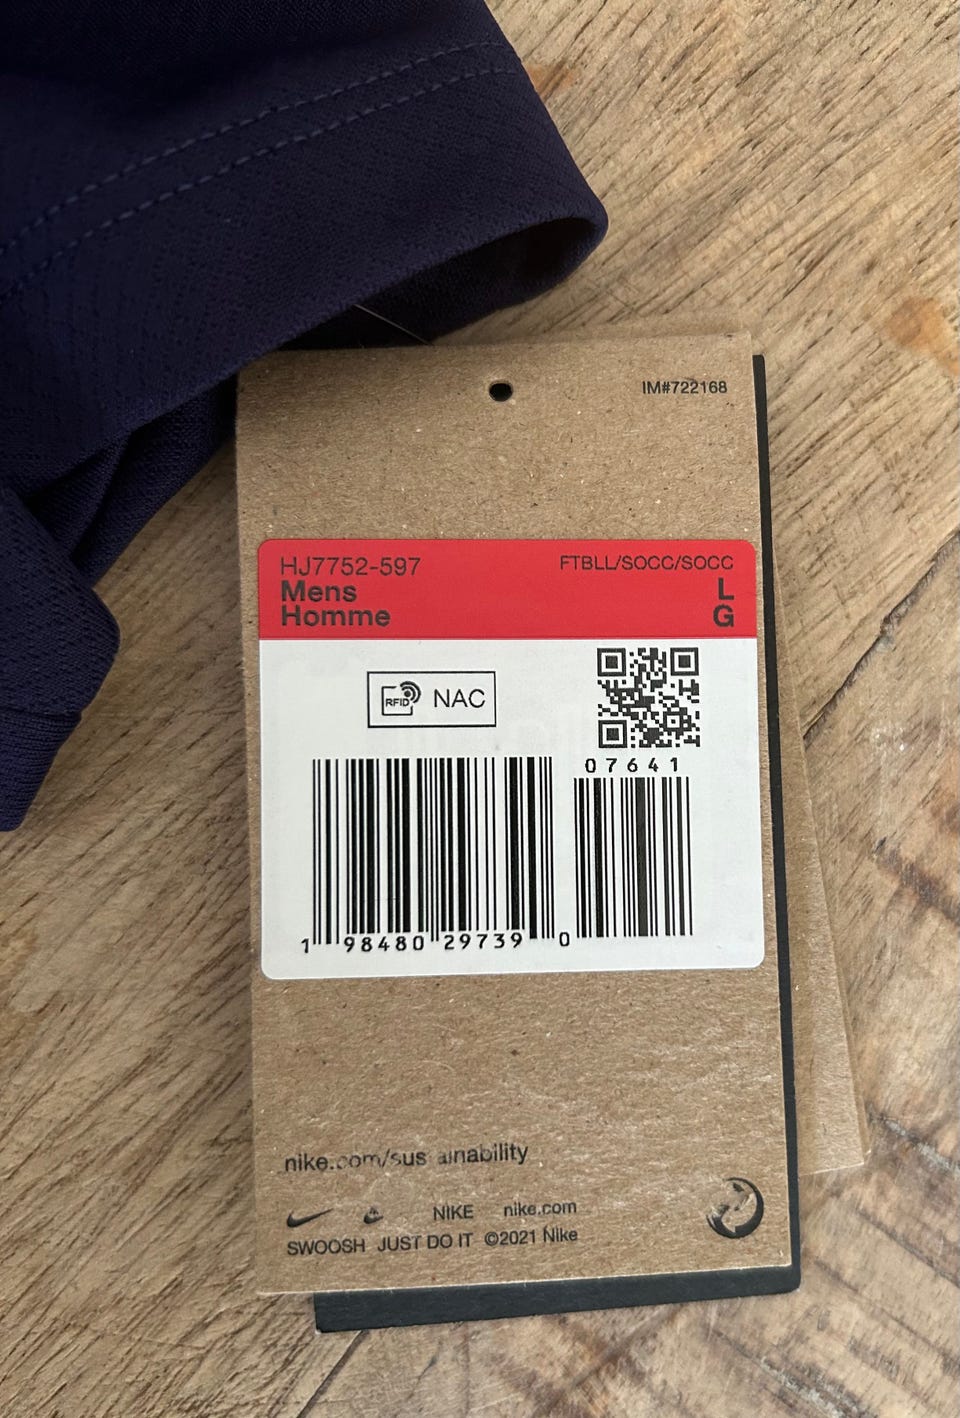 IM#722168
HJ7752-597 FTBLL/SOCC/SOCC
Mens L
Homme G
RFID NAC
07641
1 98480 29739 0
nike.com/sus ainability
NIKE nike.com
SWOOSH JUST DO IT ©2021 Nike